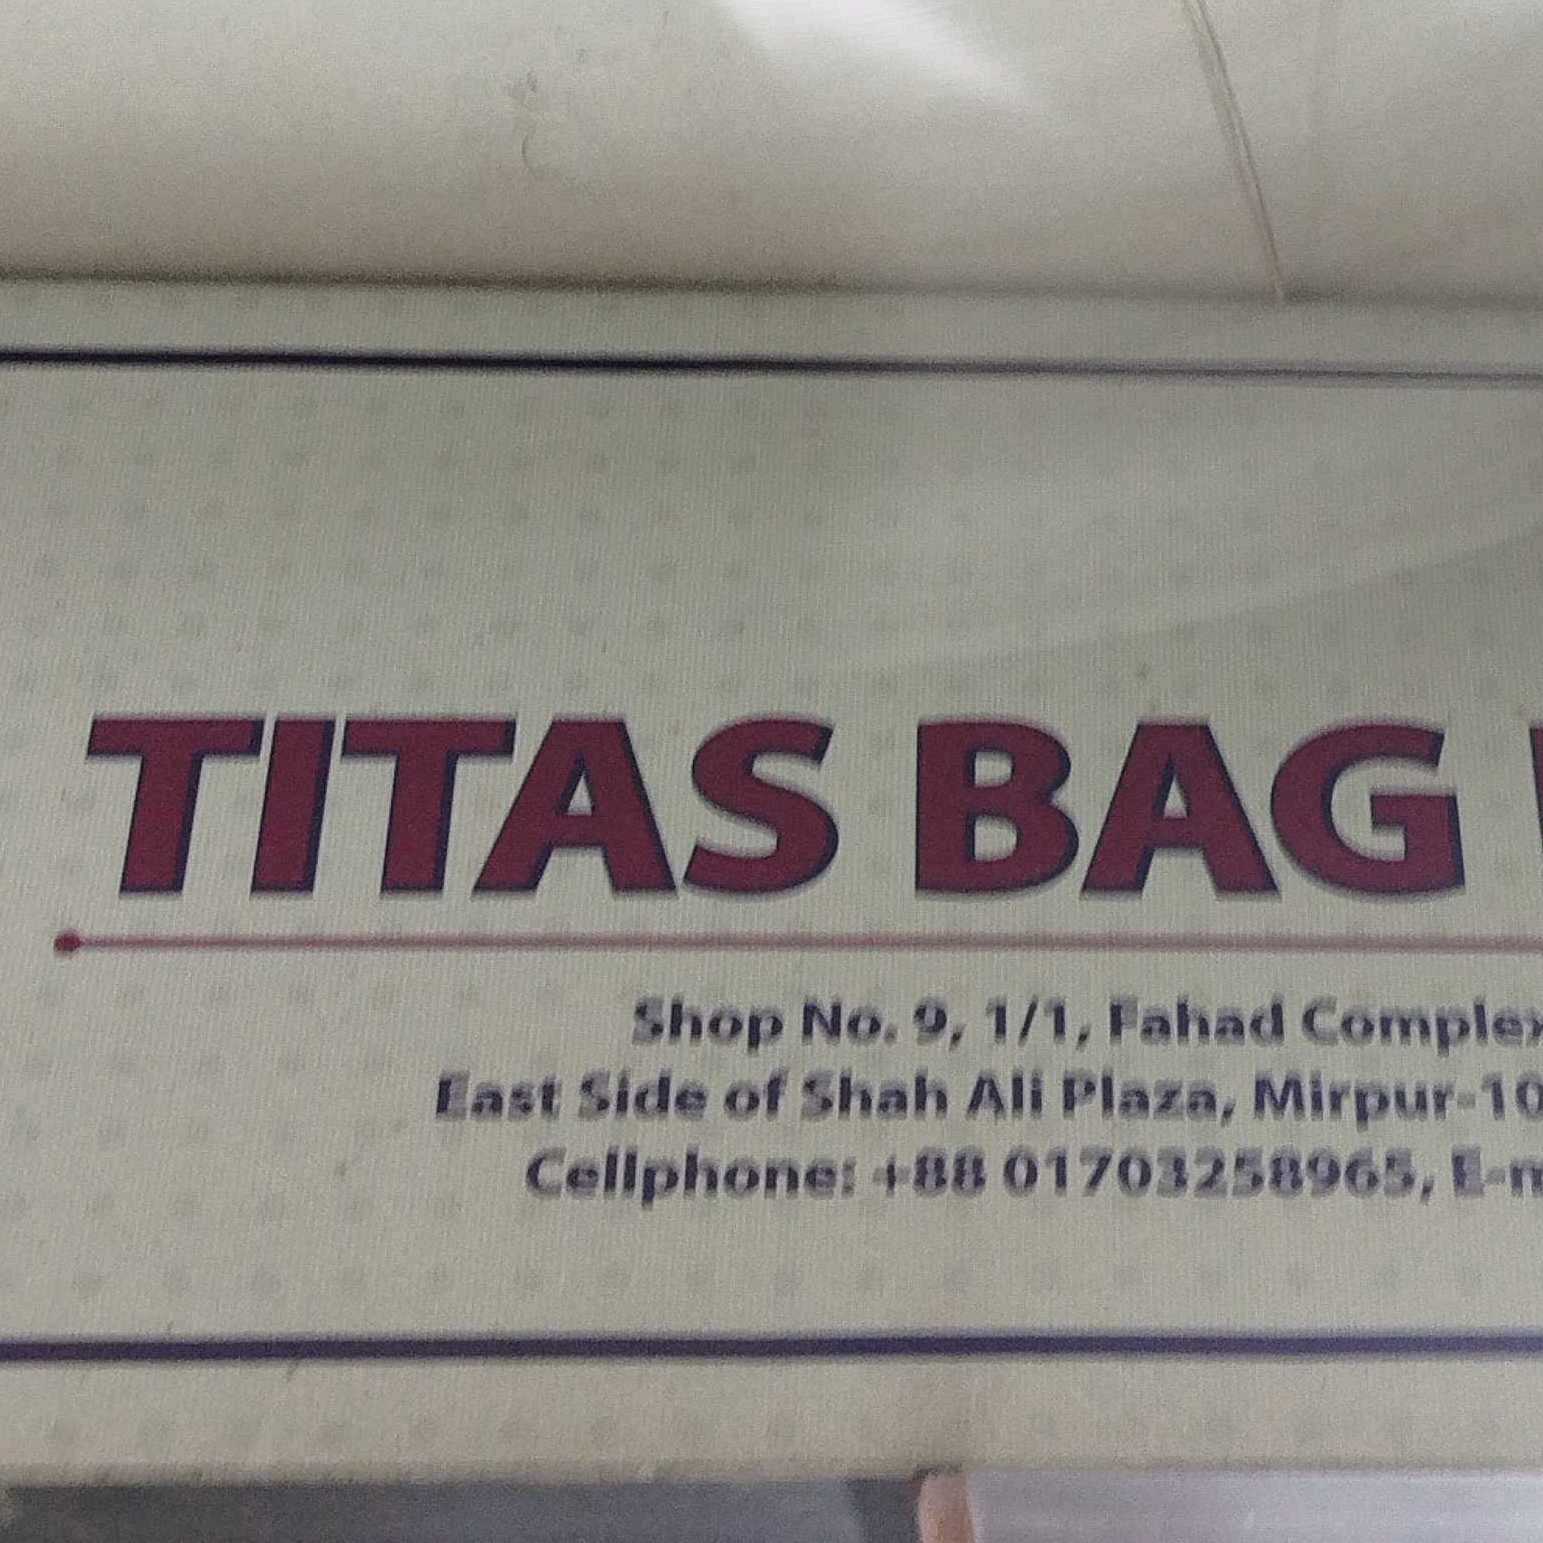 TITAS BAG
Shop No. 9, 1/1, Fahad Complex
East Side of Shah Ali Plaza, Mirpur-10
Cellphone: +88 01703258965, E-m